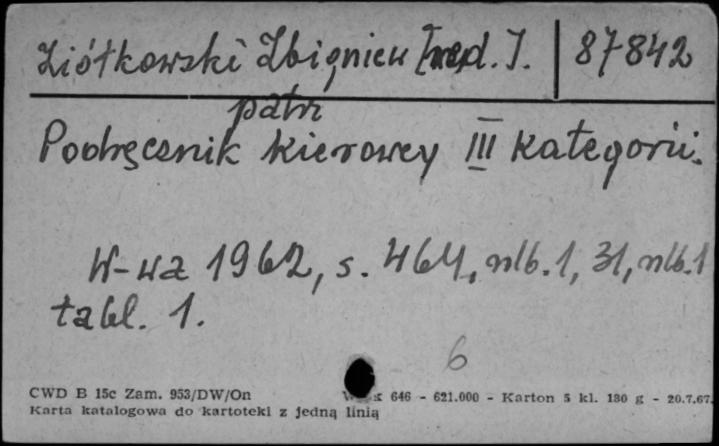 Ziółkowski Zbigniew [red.]. 87842
patrz
Podręcznik kierowcy III kategorii.
W-wa 1962, s. 464, nlb. 1, 31, nlb. 1
tabl. 1.
6
CWD B 15c Zam. 953/DW/On 646 - 621.000 - Karton 5 kl. 180 g - 20.7.67.
Karta katalogowa do kartoteki z jedną linią